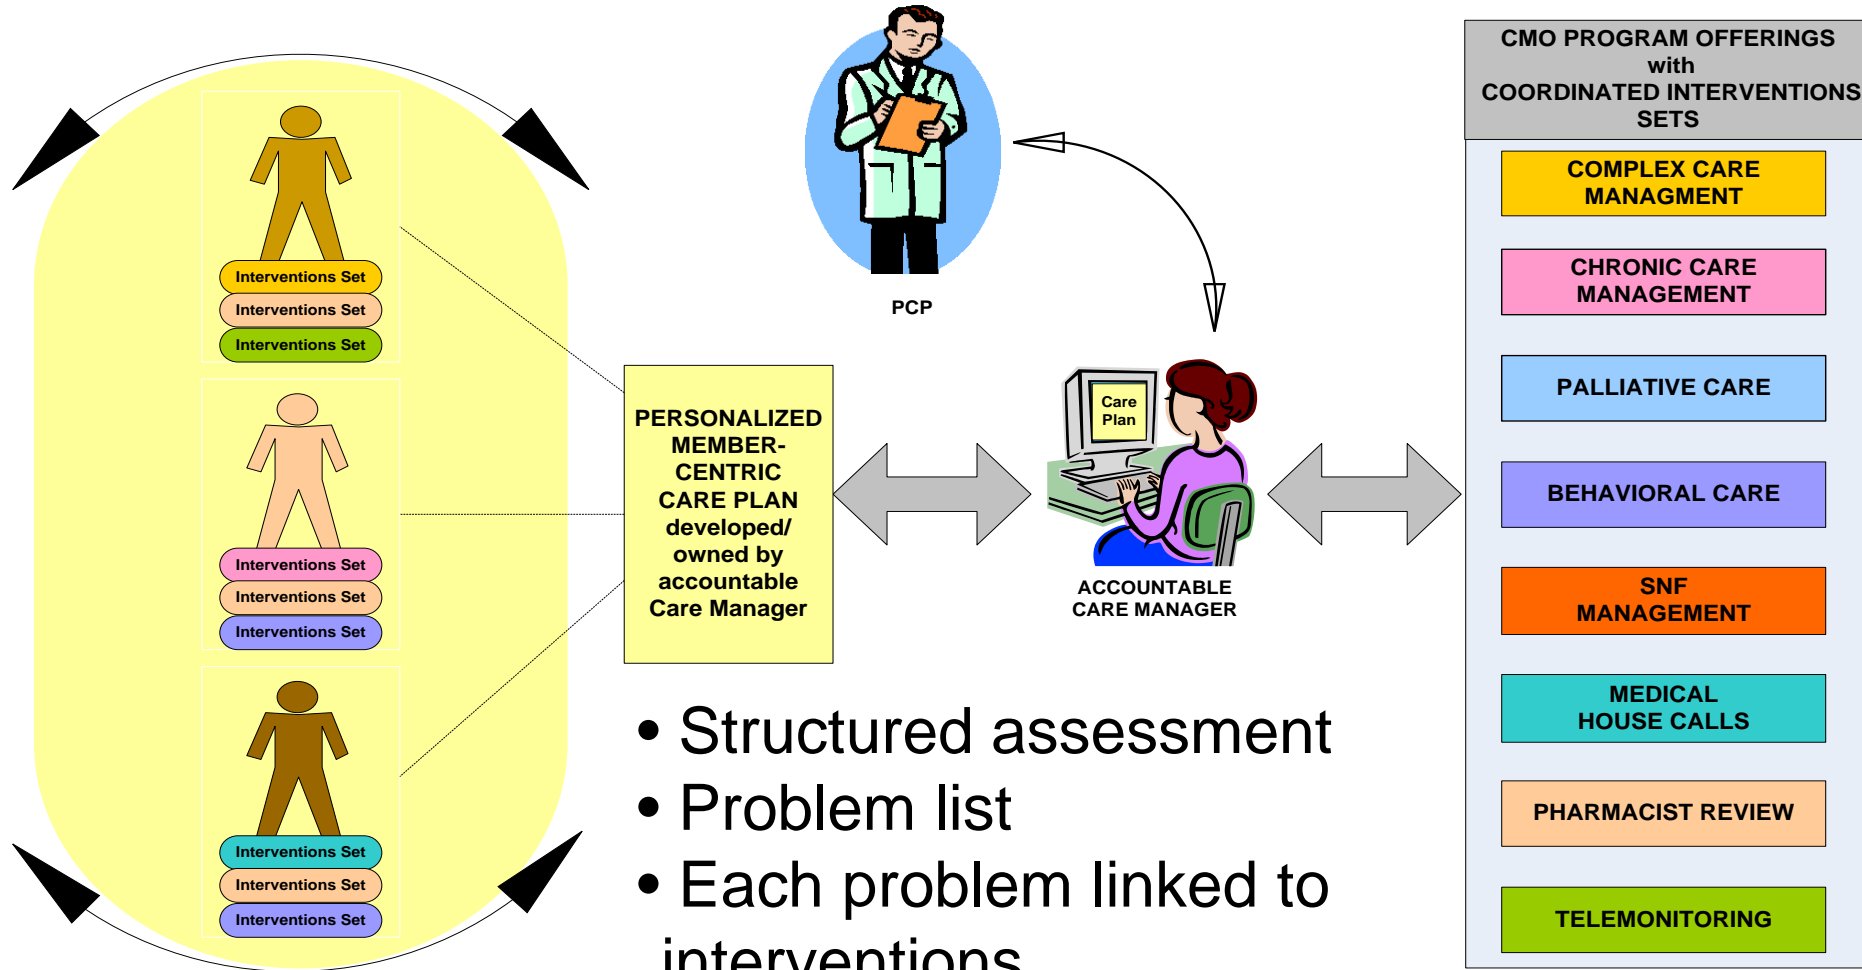 Interventions Set
Interventions Set
Interventions Set
Interventions Set
Interventions Set
Interventions Set
Interventions Set
Interventions Set
Interventions Set
PERSONALIZED
MEMBER-
CENTRIC
CARE PLAN
developed/
owned by
accountable
Care Manager
PCP
Care
Plan
ACCOUNTABLE
CARE MANAGER
• Structured assessment
• Problem list
• Each problem linked to
interventions
CMO PROGRAM OFFERINGS
with
COORDINATED INTERVENTIONS
SETS
COMPLEX CARE
MANAGMENT
CHRONIC CARE
MANAGEMENT
PALLIATIVE CARE
BEHAVIORAL CARE
SNF
MANAGEMENT
MEDICAL
HOUSE CALLS
PHARMACIST REVIEW
TELEMONITORING